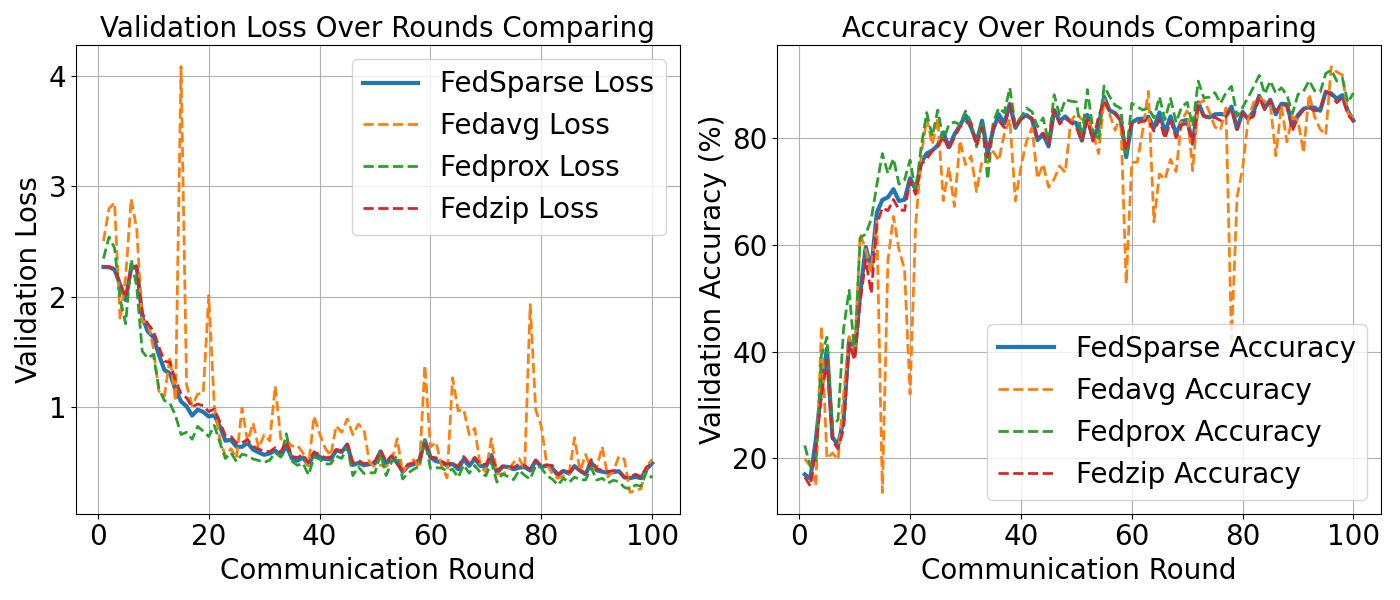 Validation Loss Over Rounds Comparing
Validation Loss
4
3
2
1
FedSparse Loss
Fedavg Loss
Fedprox Loss
Fedzip Loss
0
20
40
60
80
100
Communication Round
Accuracy Over Rounds Comparing
Validation Accuracy (%)
80
60
40
20
FedSparse Accuracy
Fedavg Accuracy
Fedprox Accuracy
Fedzip Accuracy
0
20
40
60
80
100
Communication Round